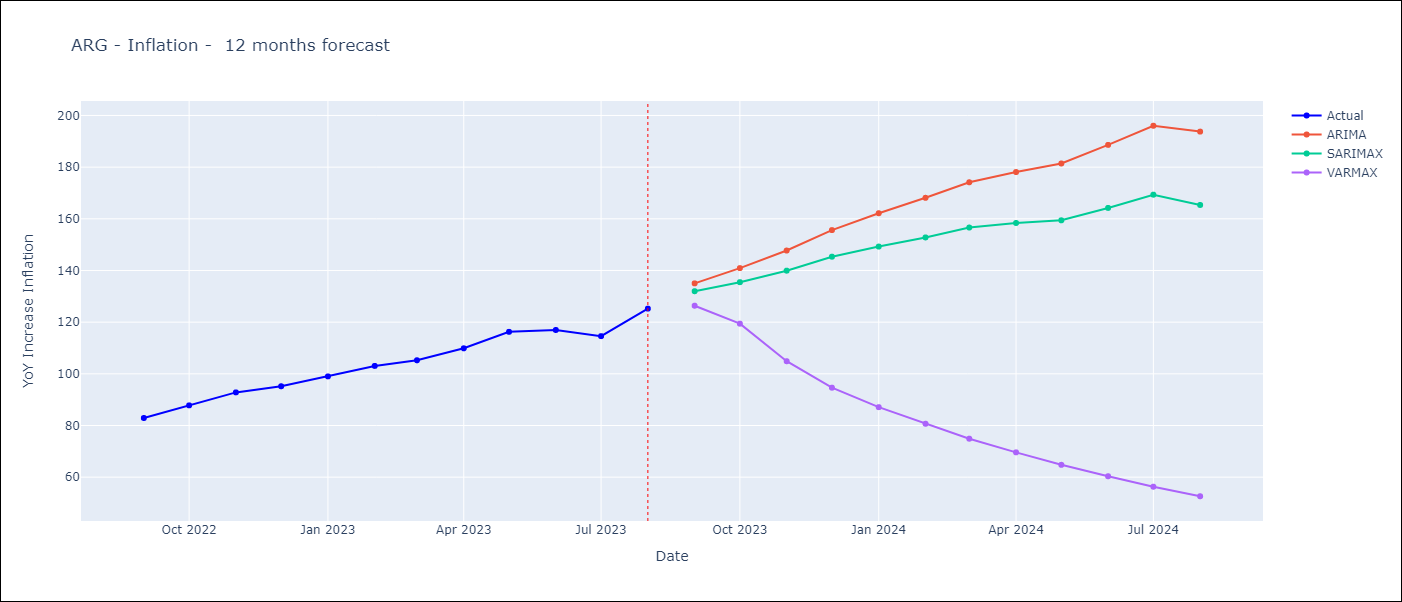 ARG - Inflation -  12 months forecast
200
180
160
140
120
100
80
60
YoY Increase Inflation
Oct 2022
Jan 2023
Apr 2023
Jul 2023
Oct 2023
Jan 2024
Apr 2024
Jul 2024
Date
Actual
ARIMA
SARIMAX
VARMAX